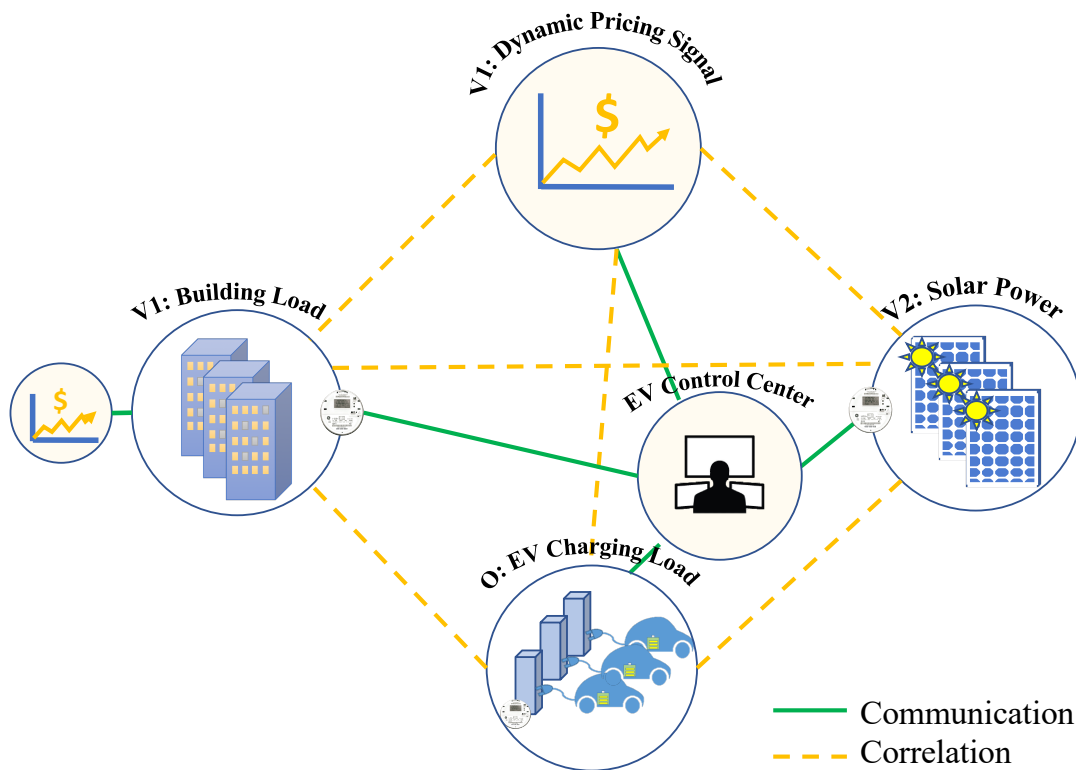 V1: Dynamic Pricing Signal
$
V1: Building Load
V2: Solar Power
$
EV Control Center
O: EV Charging Load
Communication
Correlation